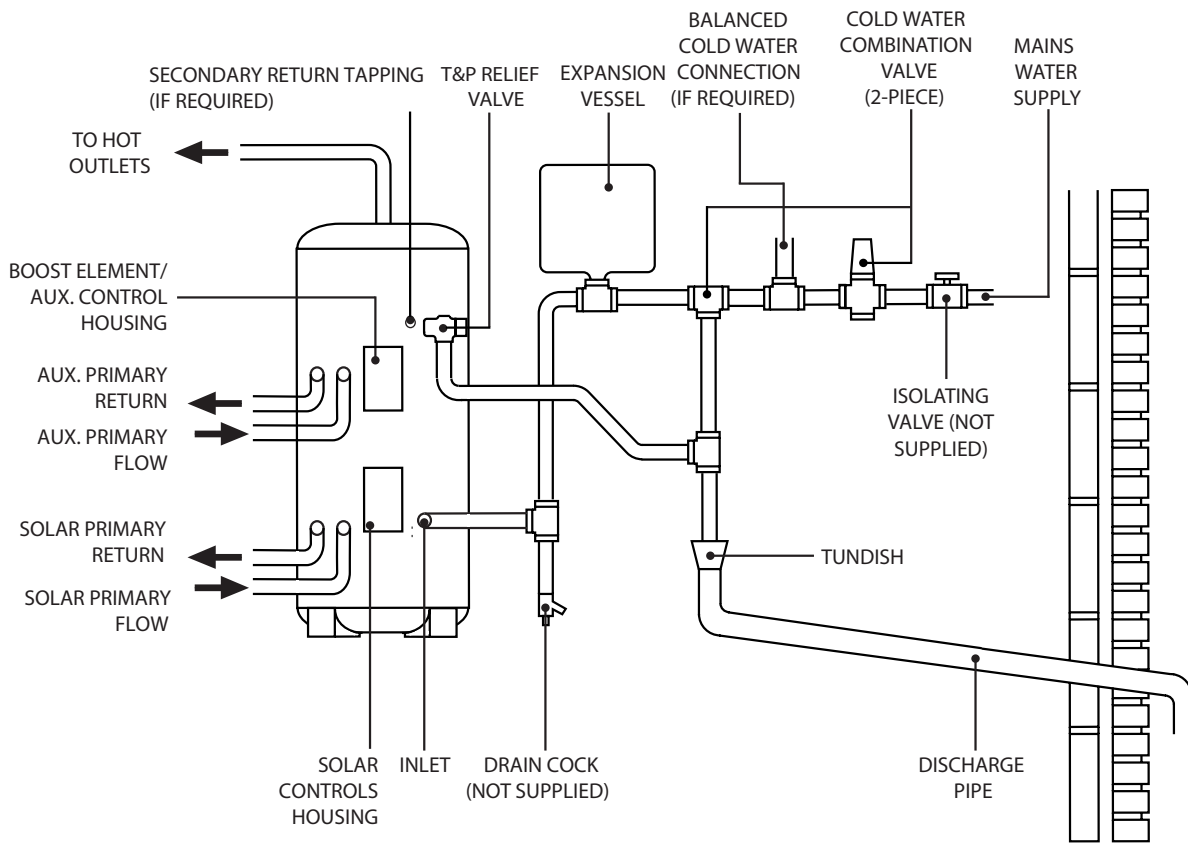 BALANCED
COLD WATER
CONNECTION
(IF REQUIRED)
COLD WATER
COMBINATION
VALVE
(2-PIECE)
MAINS
WATER
SUPPLY
SECONDARY RETURN TAPPING
(IF REQUIRED)
T&P RELIEF
VALVE
EXPANSION
VESSEL
TO HOT
OUTLETS
BOOST ELEMENT/
AUX. CONTROL
HOUSING
AUX. PRIMARY
RETURN
AUX. PRIMARY
FLOW
ISOLATING
VALVE (NOT
SUPPLIED)
SOLAR PRIMARY
RETURN
SOLAR PRIMARY
FLOW
TUNDISH
SOLAR
CONTROLS
HOUSING
INLET
DRAIN COCK
(NOT SUPPLIED)
DISCHARGE
PIPE